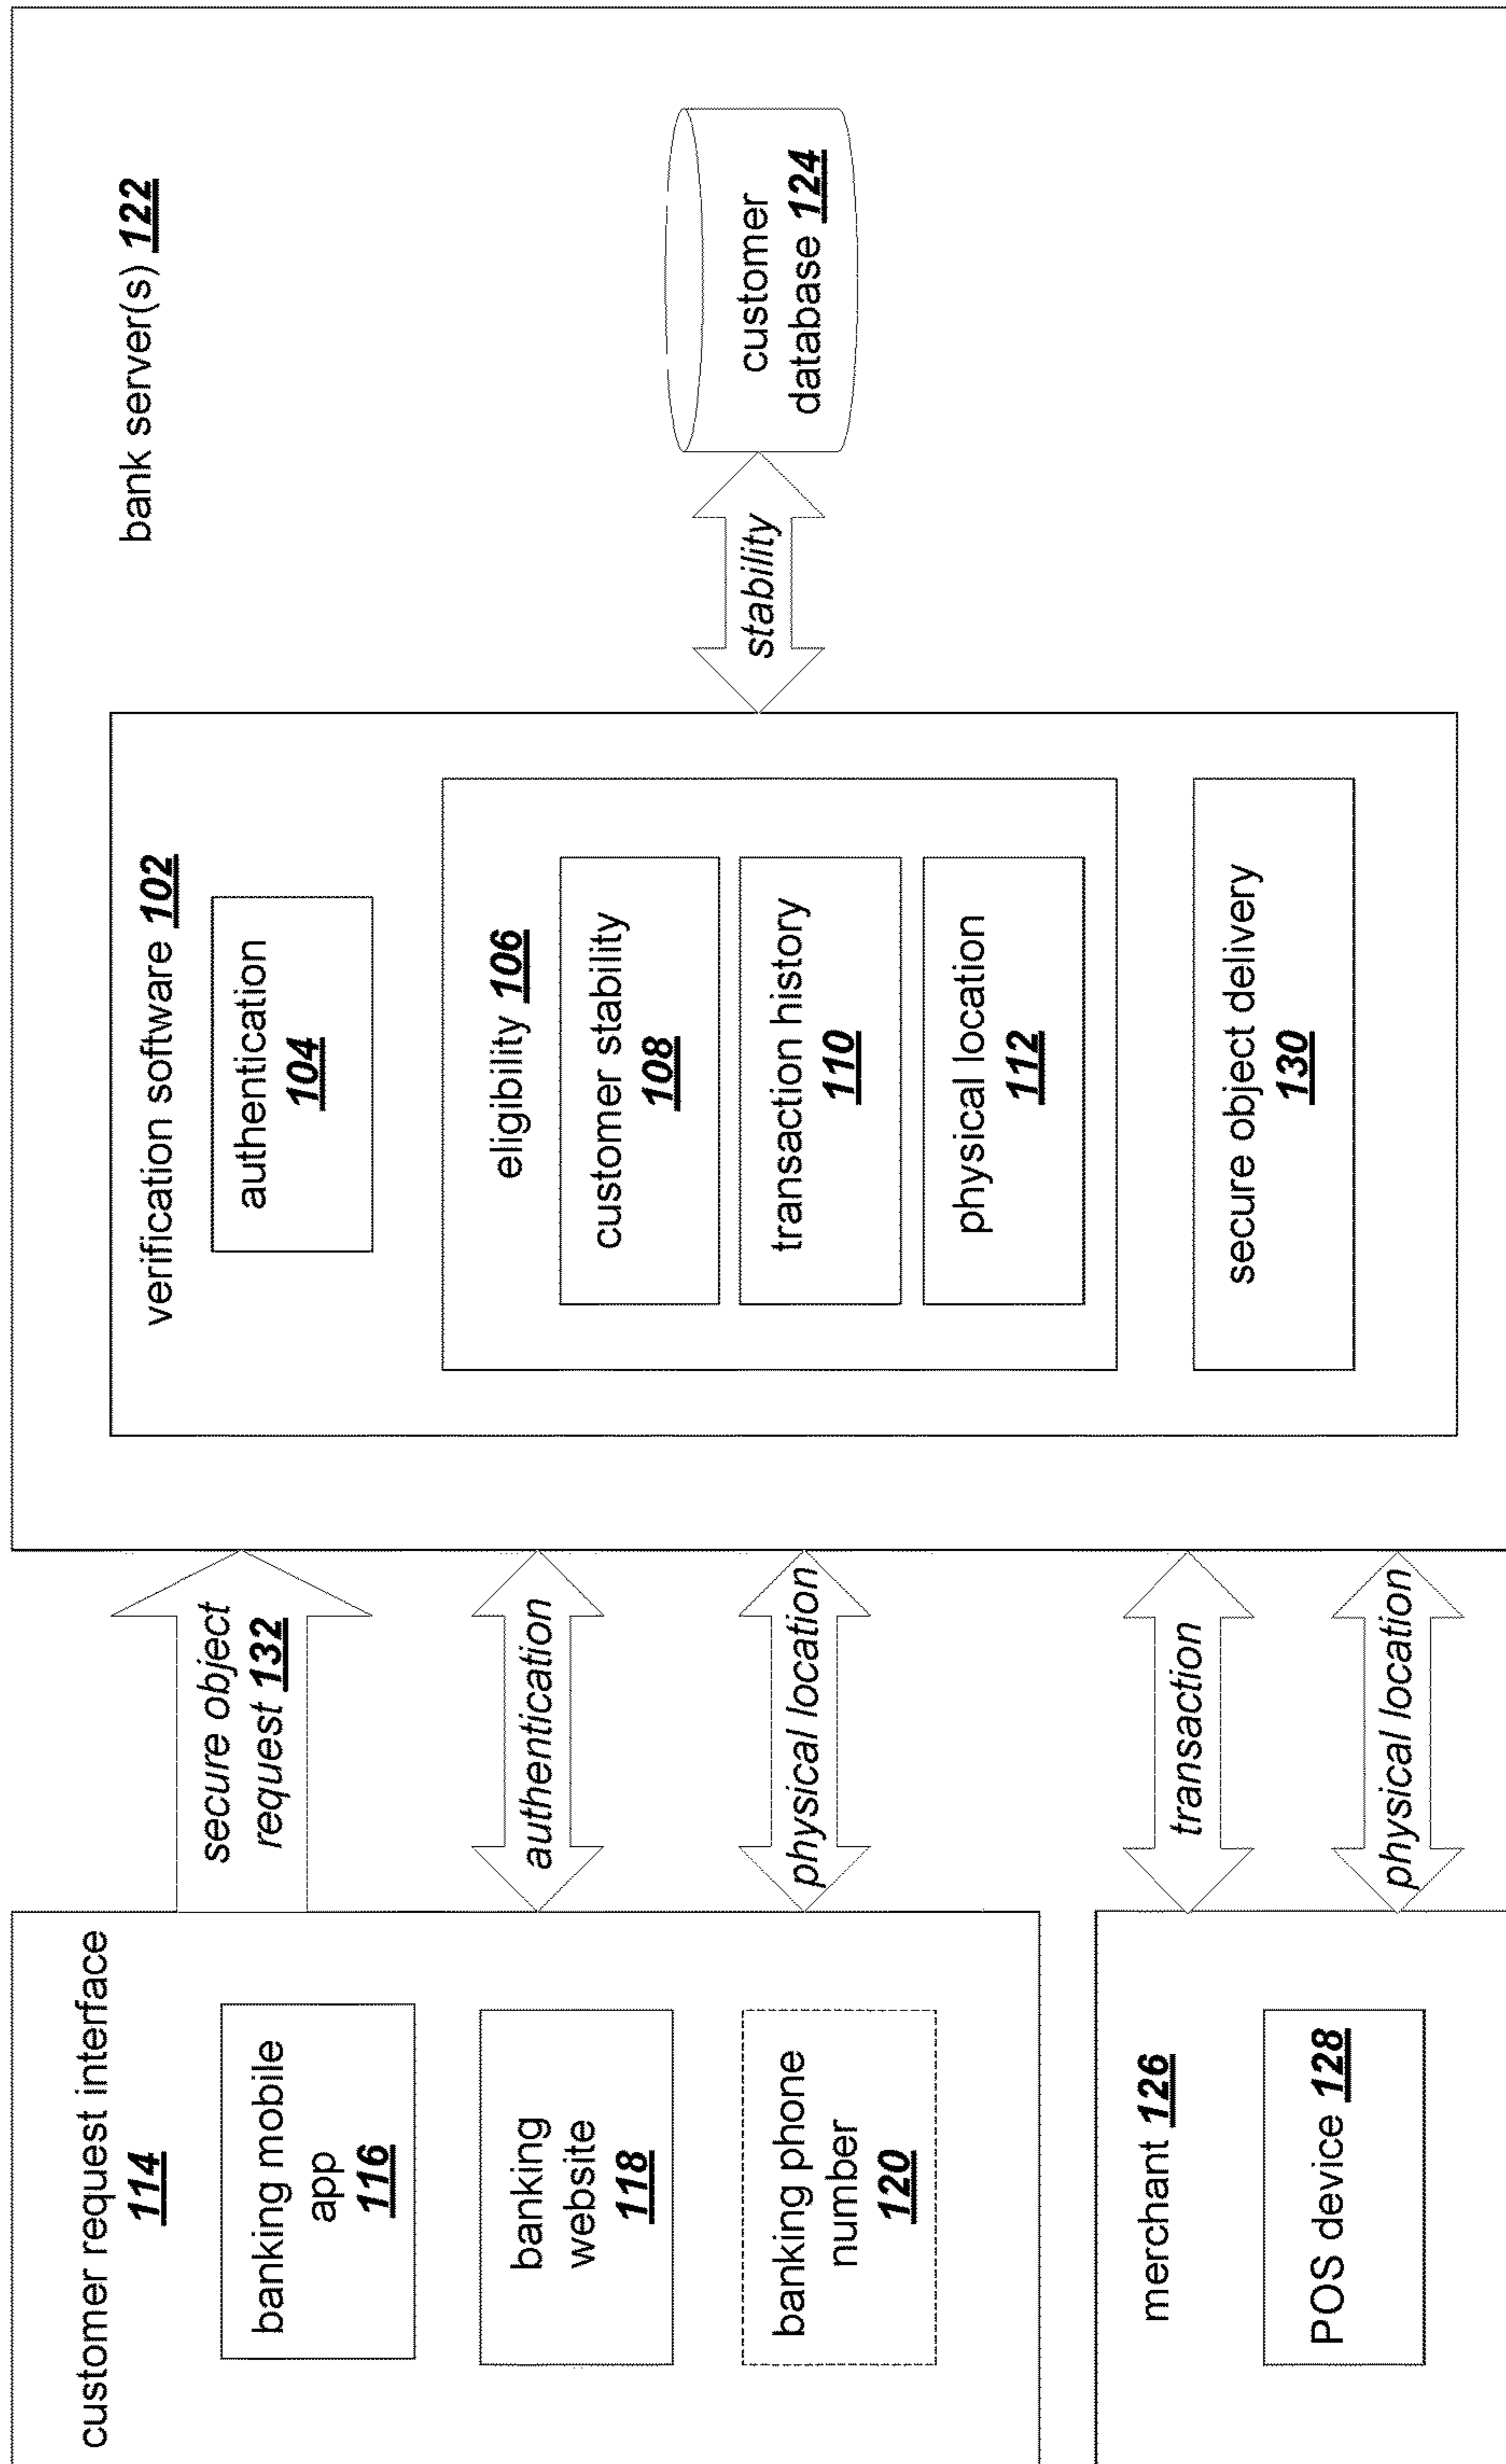 customer request interface
114
banking mobile
app
116
banking
website
118
banking phone
number
120
merchant 126
POS device 128
secure object
request 132
authentication
physical location
transaction
physical location
bank server(s) 122
verification software 102
authentication
104
eligibility 106
customer stability
108
transaction history
110
physical location
112
secure object delivery
130
stability
customer
database 124